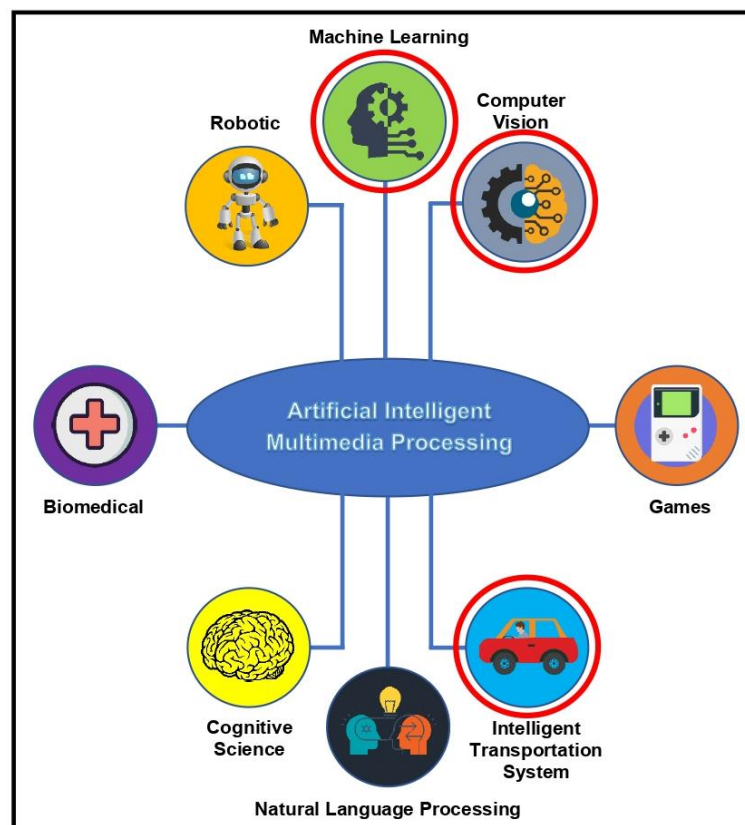 Machine Learning
Computer
Vision
Robotic
Artificial Intelligent
Multimedia Processing
Biomedical
Games
Cognitive
Science
Intelligent
Transportation
System
Natural Language Processing